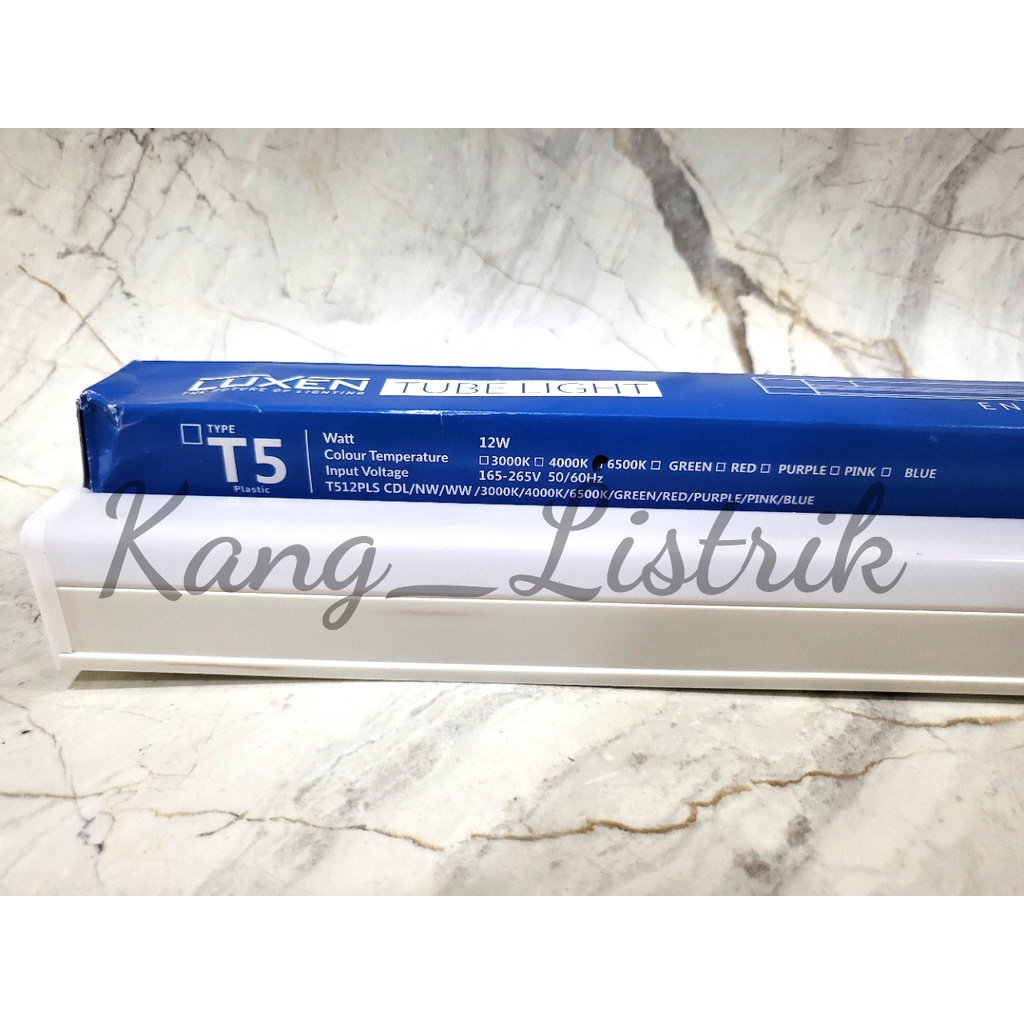 LUXEN TUBE LIGHT
THE FUTURE OF LIGHTING
EN
TYPE
T5
Plastic
Watt 12W
Colour Temperature 3000K 4000K 6500K GREEN RED PURPLE PINK BLUE
Input Voltage 165-265V 50/60Hz
T512PLS CDL/NW/WW /3000K/4000K/6500K/GREEN/RED/PURPLE/PINK/BLUE
Kang_Listrik